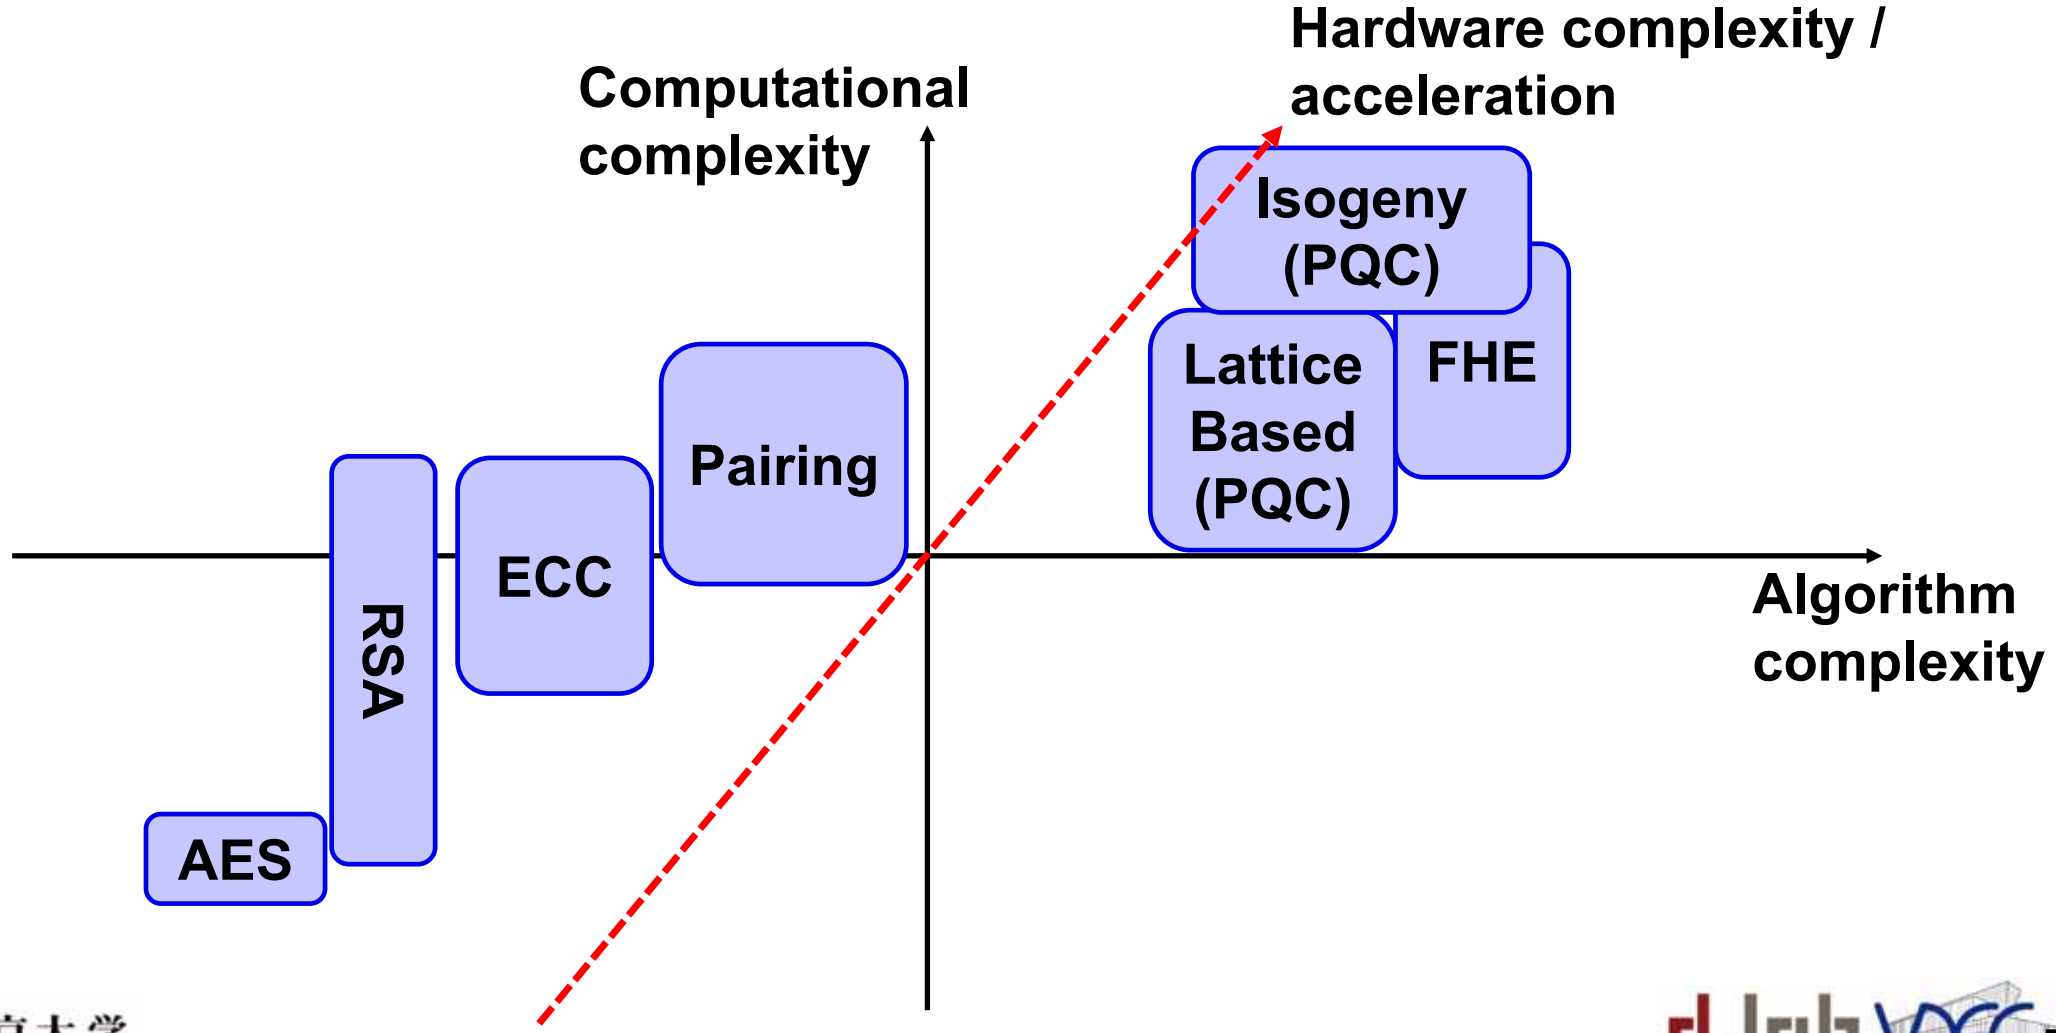 Hardware complexity /
acceleration
Computational
complexity
Isogeny
(PQC)
Lattice
Based
(PQC)
FHE
Pairing
ECC
RSA
AES
Algorithm
complexity